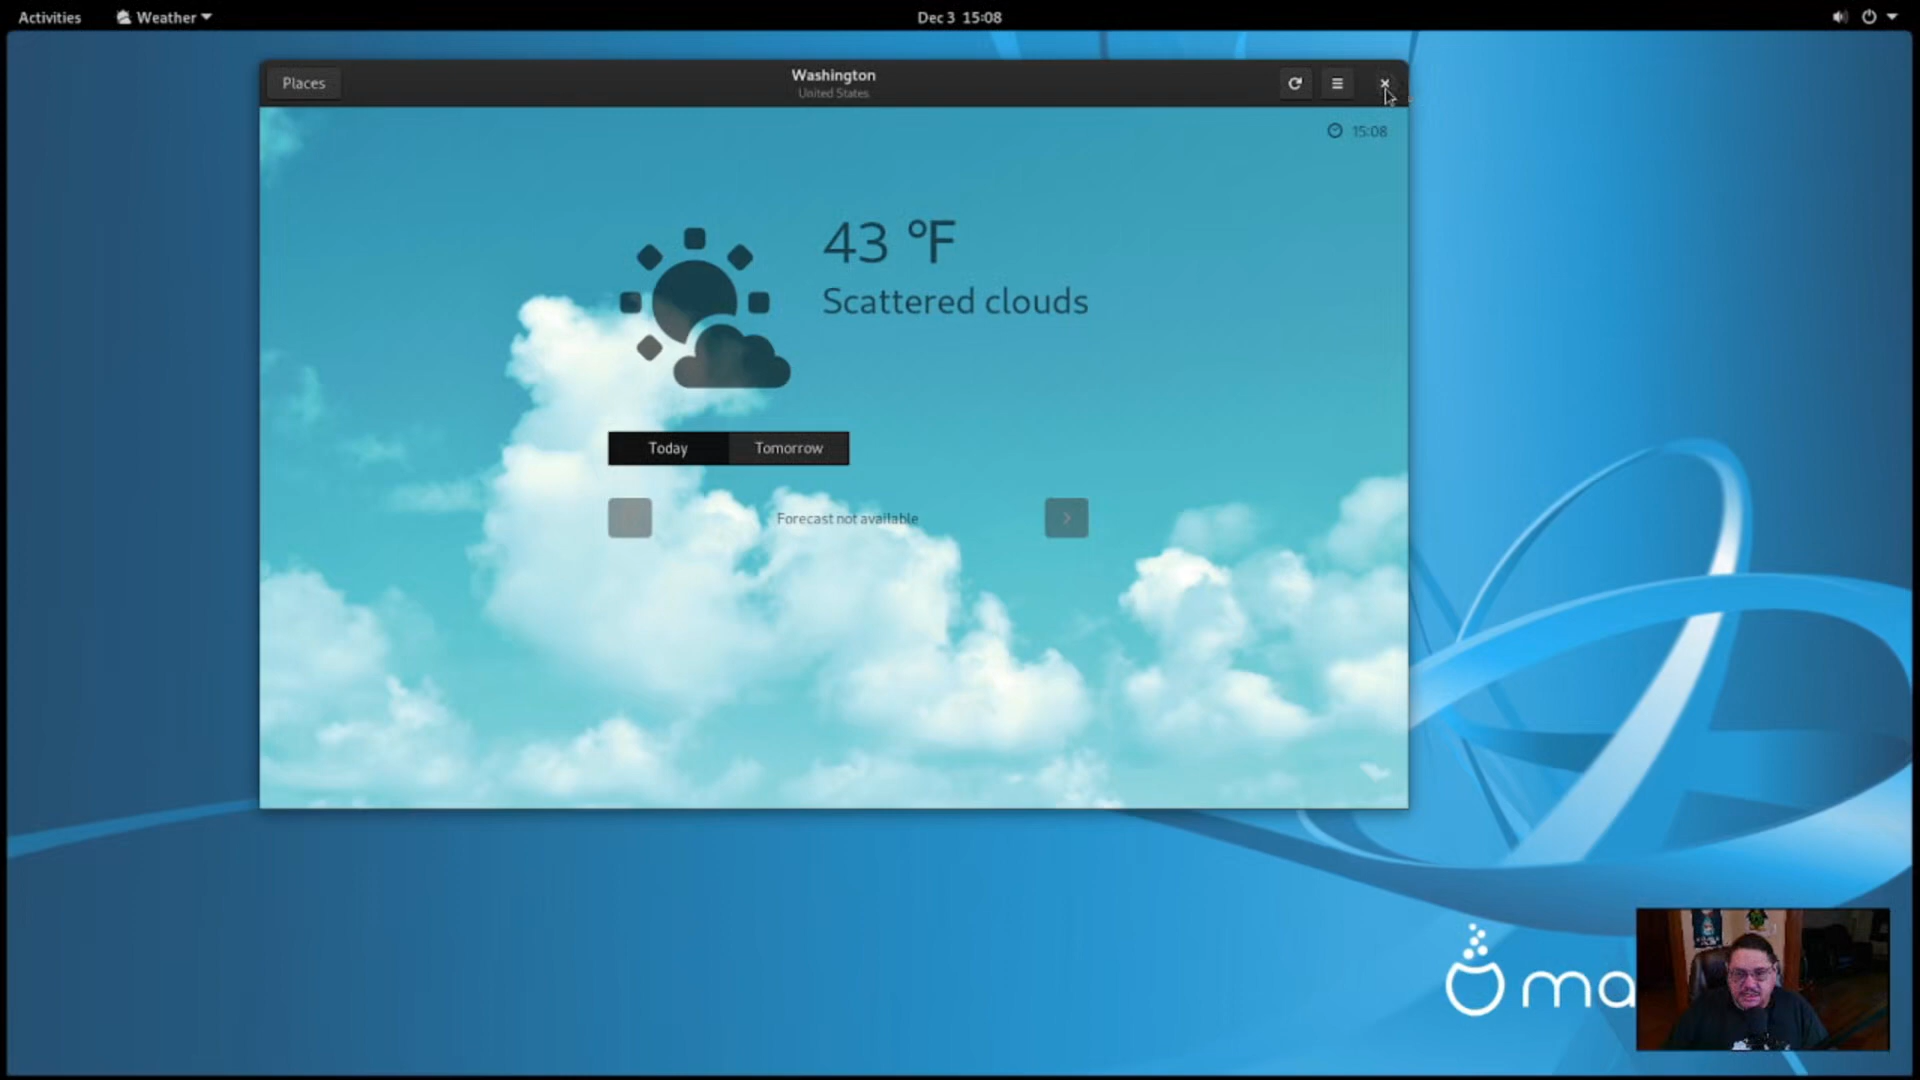 Activities
Weather
Dec 3 15:08
Places
Washington
United States
15:08
43 °F
Scattered clouds
Today
Tomorrow
Forecast not available
ma